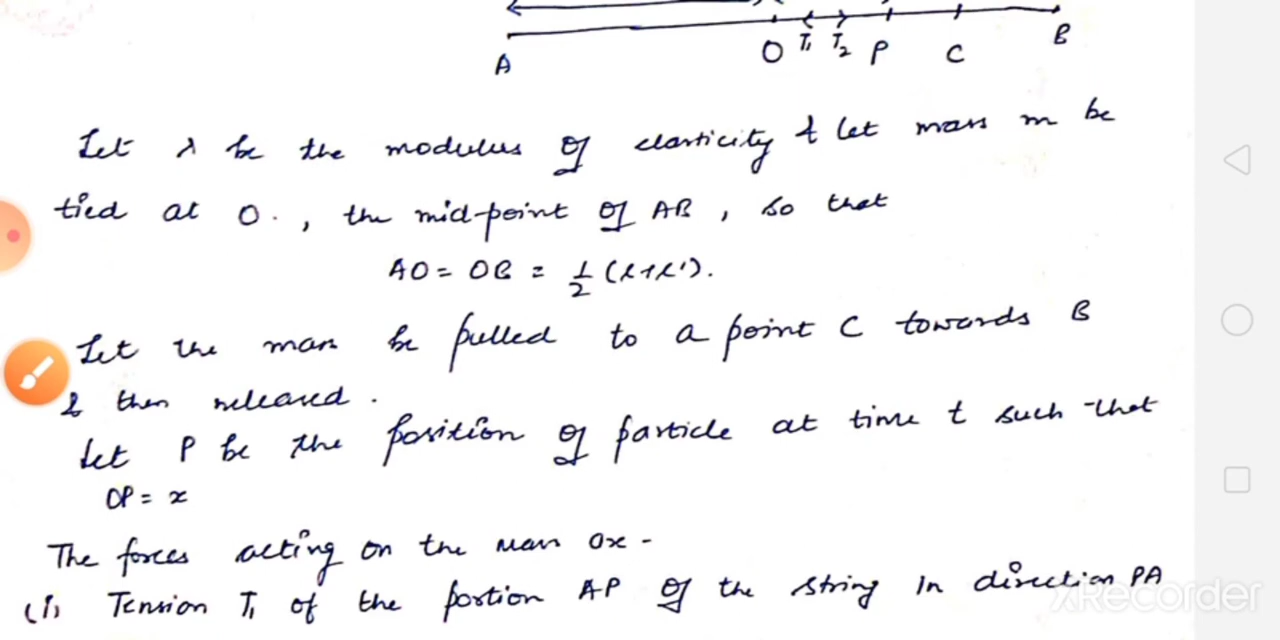 A O T₁ T₂ P C B
Let λ be the modulus of elasticity & let mass m be
tied at O. , the mid-point of AB , so that
AO = OB = 1/2 (l+l').
Let the mass be pulled to a point C towards B
& then released .
Let P be the position of particle at time t such that
OP = x
The forces acting on the mass are -
(1) Tension T₁ of the portion AP of the string in direction PA
XRecorder